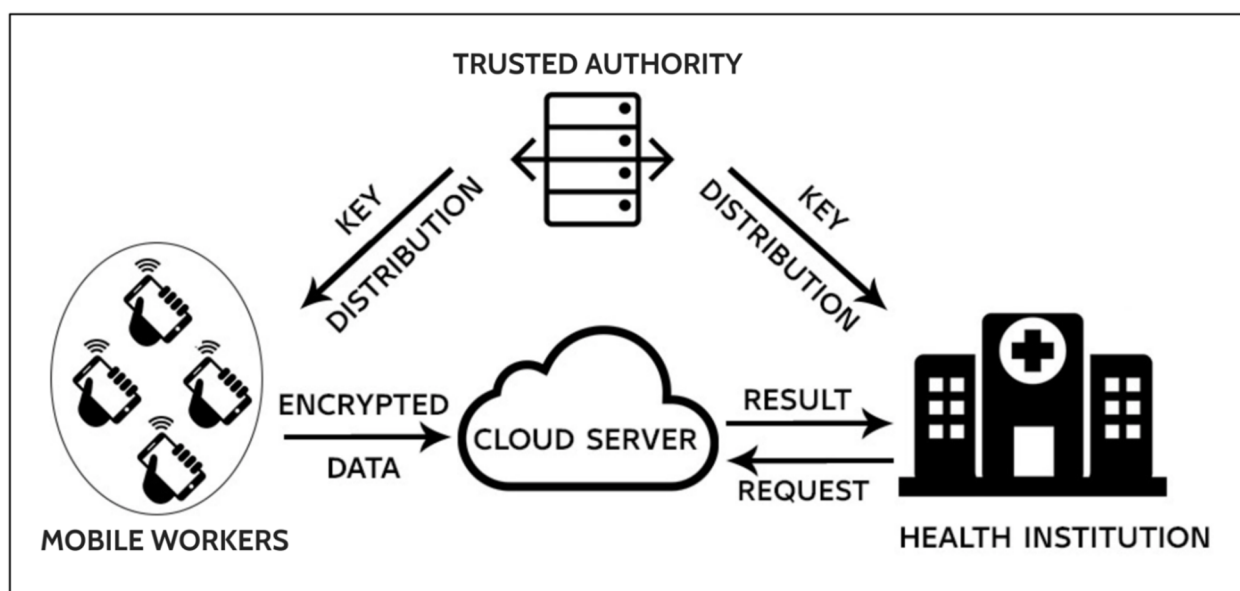 TRUSTED AUTHORITY
KEY
DISTRIBUTION
KEY
DISTRIBUTION
ENCRYPTED
DATA
CLOUD SERVER
RESULT
REQUEST
MOBILE WORKERS
HEALTH INSTITUTION